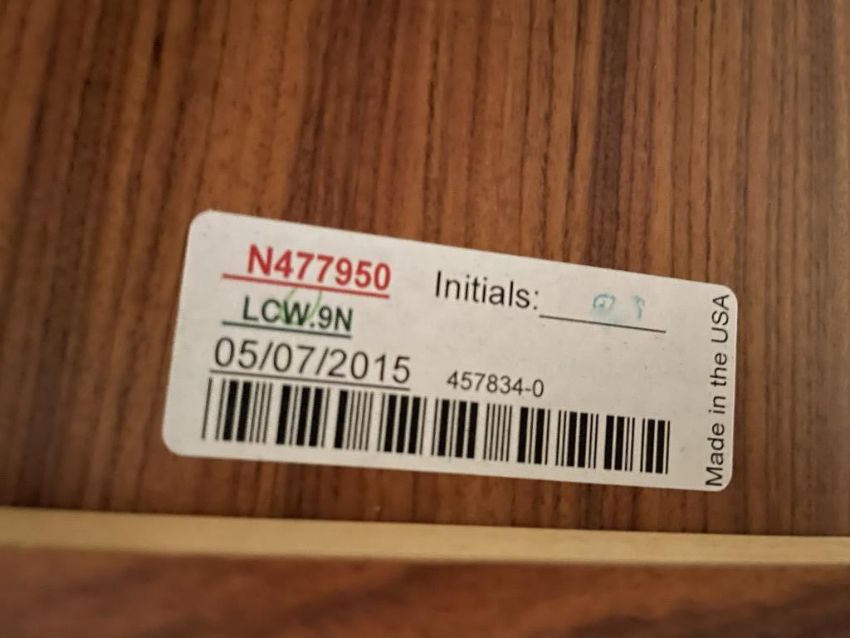 N477950
Initials:
LCW.9N
05/07/2015
457834-0
Made in the USA